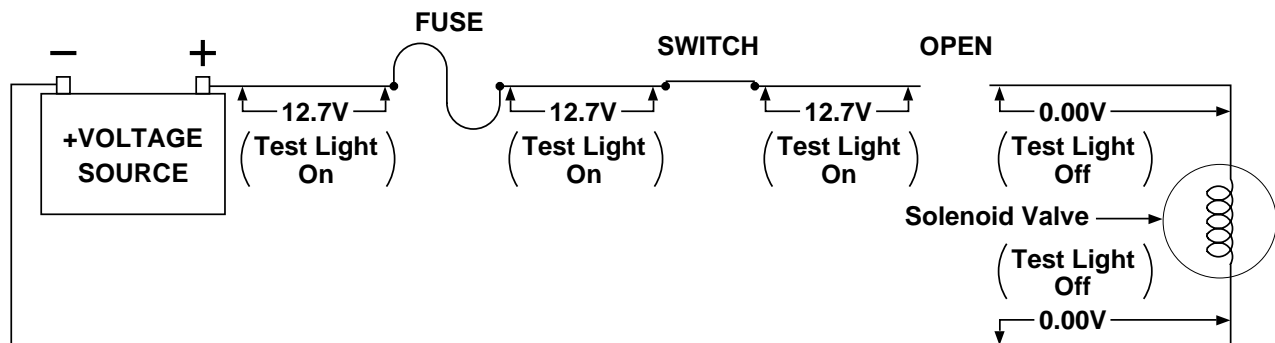 − +
FUSE
SWITCH
OPEN
+VOLTAGE
SOURCE
12.7V
(Test Light
On)
12.7V
(Test Light
On)
12.7V
(Test Light
On)
0.00V
(Test Light
Off)
Solenoid Valve
(Test Light
Off)
0.00V